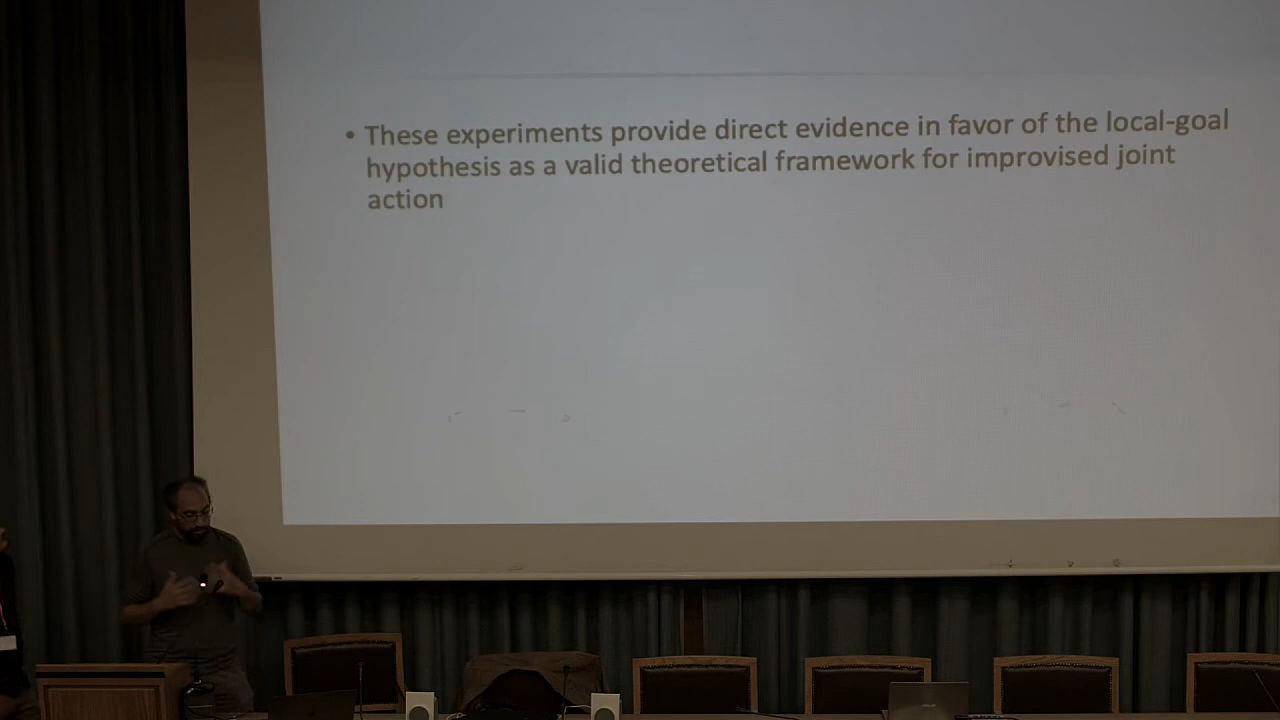 • These experiments provide direct evidence in favor of the local-goal
hypothesis as a valid theoretical framework for improvised joint
action